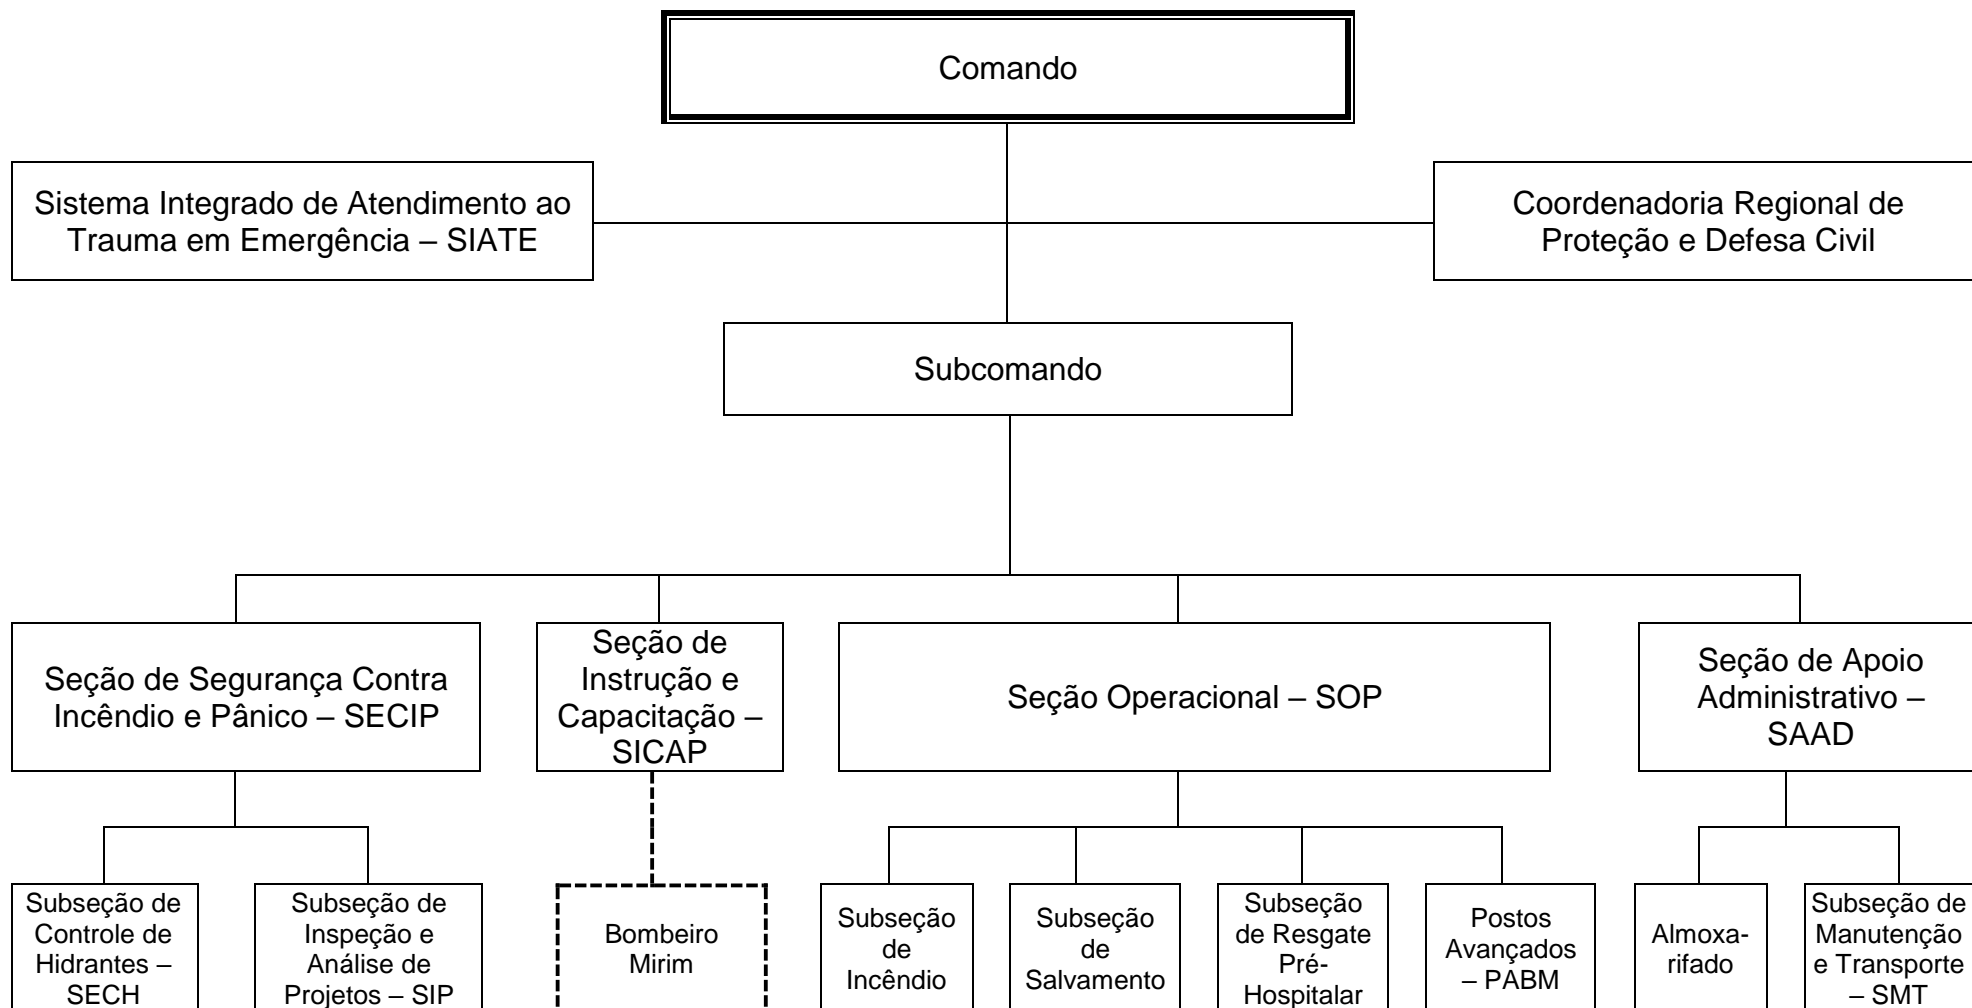 Comando
Sistema Integrado de Atendimento ao
Trauma em Emergência – SIATE
Coordenadoria Regional de
Proteção e Defesa Civil
Subcomando
Seção de Segurança Contra
Incêndio e Pânico – SECIP
Seção de
Instrução e
Capacitação –
SICAP
Seção Operacional – SOP
Seção de Apoio
Administrativo –
SAAD
Subseção de
Controle de
Hidrantes –
SECH
Subseção de
Inspeção e
Análise de
Projetos – SIP
Bombeiro
Mirim
Subseção
de
Incêndio
Subseção
de
Salvamento
Subseção
de Resgate
Pré-
Hospitalar
Postos
Avançados
– PABM
Almoxa-
rifado
Subseção de
Manutenção
e Transporte
– SMT